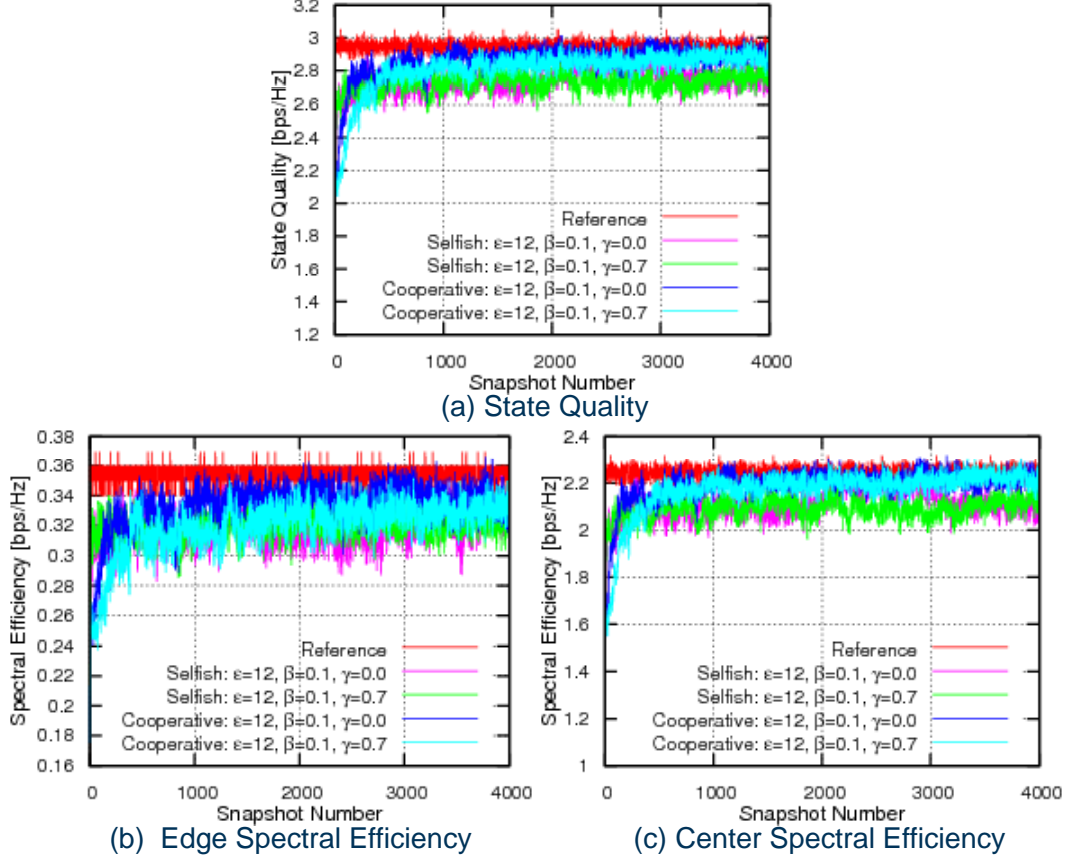 3.2
3
2.8
2.6
2.4
2.2
2
1.8
1.6
1.4
1.2
State Quality [bps/Hz]
Reference
Selfish: ε=12, β=0.1, γ=0.0
Selfish: ε=12, β=0.1, γ=0.7
Cooperative: ε=12, β=0.1, γ=0.0
Cooperative: ε=12, β=0.1, γ=0.7
0 1000 2000 3000 4000
Snapshot Number
(a) State Quality
0.38
0.36
0.34
0.32
0.3
0.28
0.26
0.24
0.22
0.2
0.18
0.16
Spectral Efficiency [bps/Hz]
Reference
Selfish: ε=12, β=0.1, γ=0.0
Selfish: ε=12, β=0.1, γ=0.7
Cooperative: ε=12, β=0.1, γ=0.0
Cooperative: ε=12, β=0.1, γ=0.7
0 1000 2000 3000 4000
Snapshot Number
(b) Edge Spectral Efficiency
2.4
2.2
2
1.8
1.6
1.4
1.2
1
Spectral Efficiency [bps/Hz]
Reference
Selfish: ε=12, β=0.1, γ=0.0
Selfish: ε=12, β=0.1, γ=0.7
Cooperative: ε=12, β=0.1, γ=0.0
Cooperative: ε=12, β=0.1, γ=0.7
0 1000 2000 3000 4000
Snapshot Number
(c) Center Spectral Efficiency